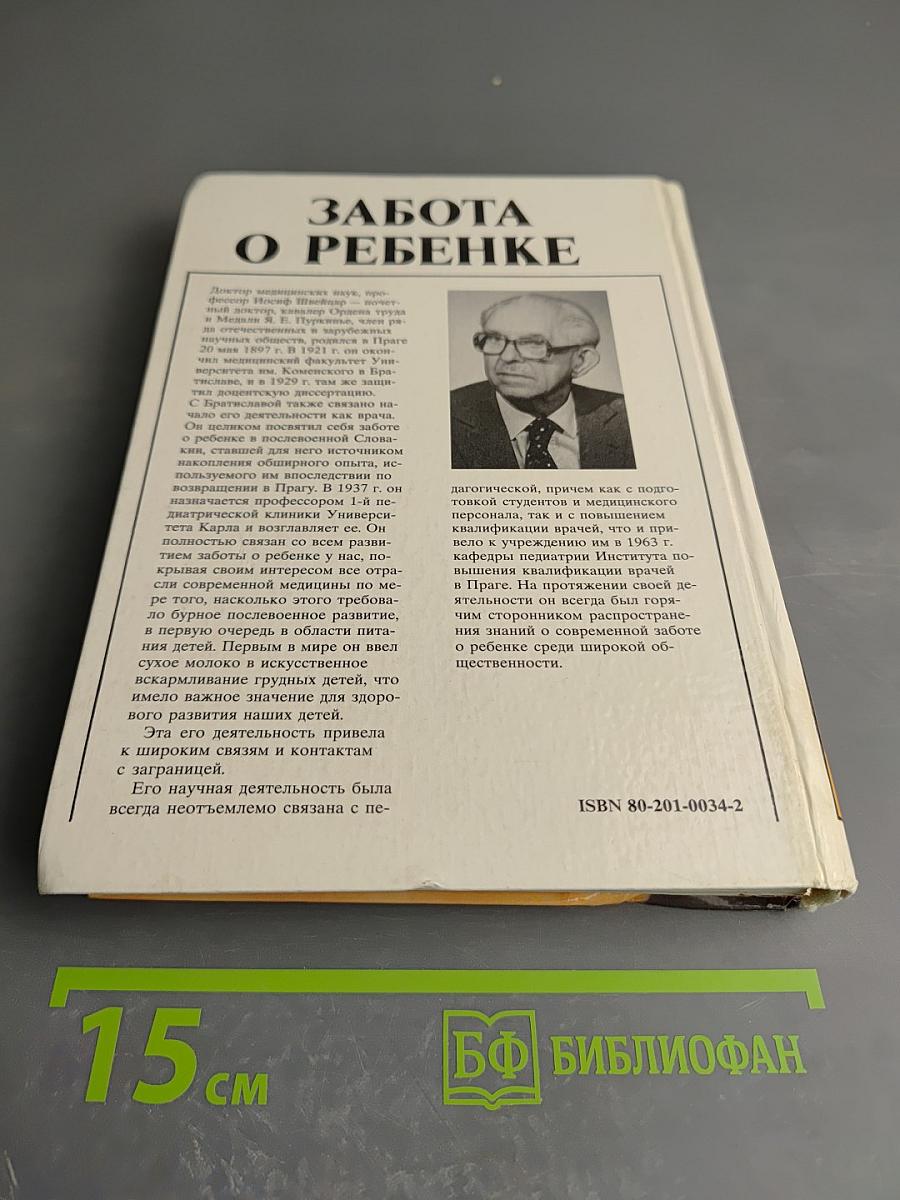 ЗАБОТА
О РЕБЕНКЕ
Доктор медицинских наук, про-
фессор Иосиф Швейцар — почет-
ный доктор, кавалер Ордена труда
и Медали Я. Е. Пуркинье, член ря-
да отечественных и зарубежных
научных обществ, родился в Праге
20 мая 1897 г. В 1921 г. он окон-
чил медицинский факультет Уни-
верситета им. Коменского в Бра-
тиславе, и в 1929 г. там же защи-
тил доцентскую диссертацию.
С Братиславой также связано на-
чало его деятельности как врача.
Он целиком посвятил себя заботе
о ребенке в послевоенной Слова-
кии, ставшей для него источником
накопления обширного опыта, ис-
пользуемого им впоследствии по
возвращении в Прагу. В 1937 г. он
назначается профессором 1-й пе-
диатрической клиники Универси-
тета Карла и возглавляет ее. Он
полностью связан со всем разви-
тием заботы о ребенке у нас, по-
крывая своим интересом все отра-
сли современной медицины по ме-
ре того, насколько этого требова-
ло бурное послевоенное развитие,
в первую очередь в области пита-
ния детей. Первым в мире он ввел
сухое молоко в искусственное
вскармливание грудных детей, что
имело важное значение для здоро-
вого развития наших детей.
Эта его деятельность привела
к широким связям и контактам
с заграницей.
Его научная деятельность была
всегда неотъемлемо связана с пе-
дагогической, причем как с подго-
товкой студентов и медицинского
персонала, так и с повышением
квалификации врачей, что и при-
вело к учреждению им в 1963 г.
кафедры педиатрии Института по-
вышения квалификации врачей
в Праге. На протяжении своей де-
ятельности он всегда был горя-
чим сторонником распростране-
ния знаний о современной заботе
о ребенке среди широкой об-
щественности.
ISBN 80-201-0034-2
15 см
БФ БИБЛИОФАН